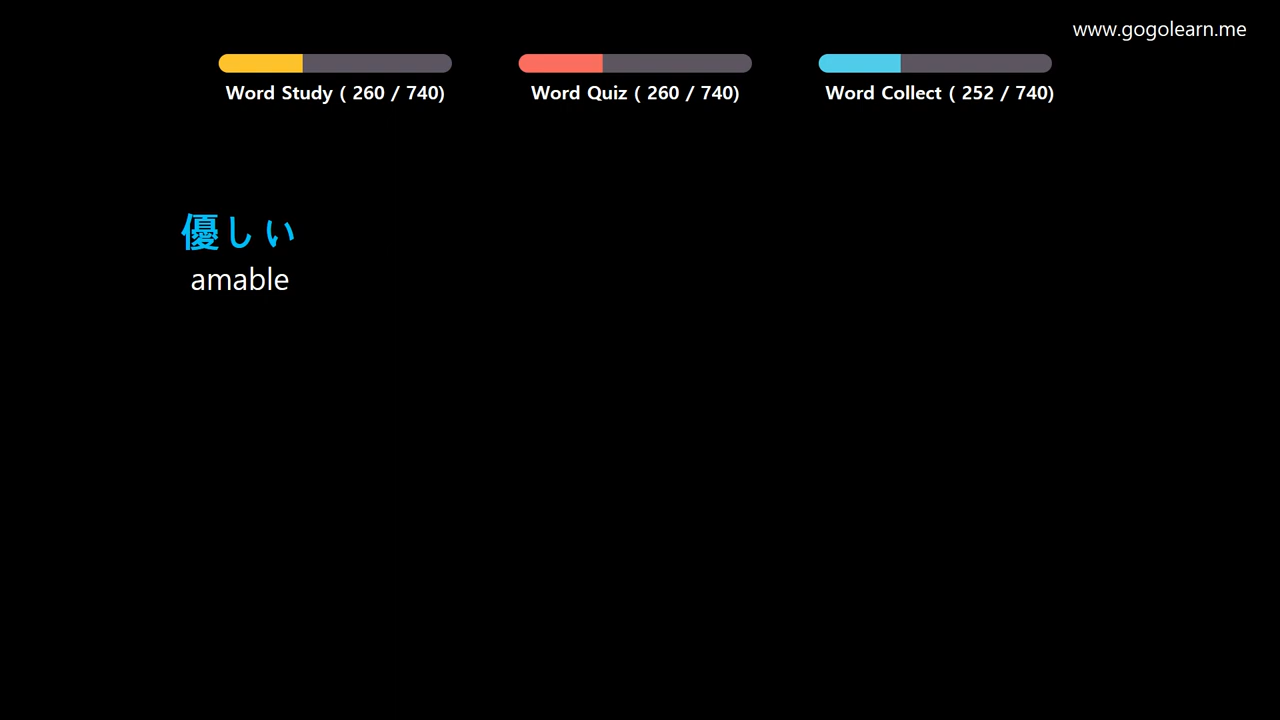 www.gogolearn.me
Word Study ( 260 / 740)
Word Quiz ( 260 / 740)
Word Collect ( 252 / 740)
優しい
amable